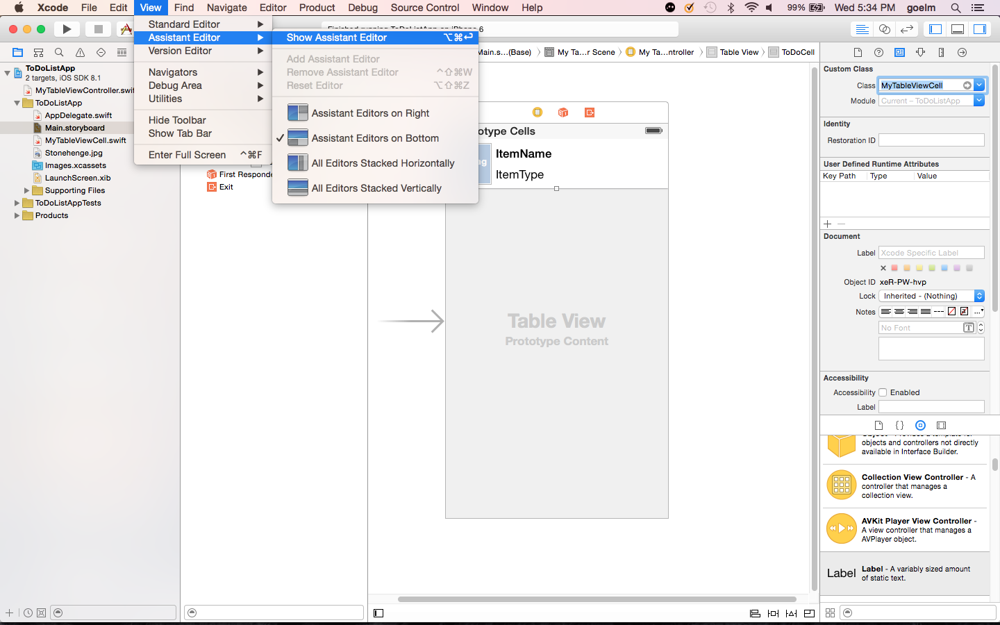 Xcode File Edit View Find Navigate Editor Product Debug Source Control Window Help 99% Wed 5:34 PM goelm
Standard Editor
Assistant Editor
Version Editor
Navigators
Debug Area
Utilities
Hide Toolbar
Show Tab Bar
Enter Full Screen ^⌘F
Show Assistant Editor ⌥⌘↩
Add Assistant Editor
Remove Assistant Editor ^⇧⌘W
Reset Editor ⌥⇧⌘Z
Assistant Editors on Right
✓ Assistant Editors on Bottom
All Editors Stacked Horizontally
All Editors Stacked Vertically
Main.s...(Base) My Ta...r Scene My Ta...ntroller Table View ToDoCell
ToDoListApp
2 targets, iOS SDK 8.1
MyTableViewController.swif
ToDoListApp
AppDelegate.swift
Main.storyboard
MyTableViewCell.swift
Stonehenge.jpg
Images.xcassets
LaunchScreen.xib
Supporting Files
ToDoListAppTests
Products
First Responde
Exit
otype Cells
ItemName
ItemType
Table View
Prototype Content
Custom Class
Class MyTableViewCell
Module Current – ToDoListApp
Identity
Restoration ID
User Defined Runtime Attributes
Key Path Type Value
Document
Label Xcode Specific Label
Object ID xeR-PW-hvp
Lock Inherited - (Nothing)
Notes
No Font
Accessibility
Accessibility Enabled
Label
objects and controllers not directly
available in Interface Builder.
Collection View Controller - A
controller that manages a
collection view.
AVKit Player View Controller -
A view controller that manages a
AVPlayer object.
Label
Label - A variably sized amount
of static text.